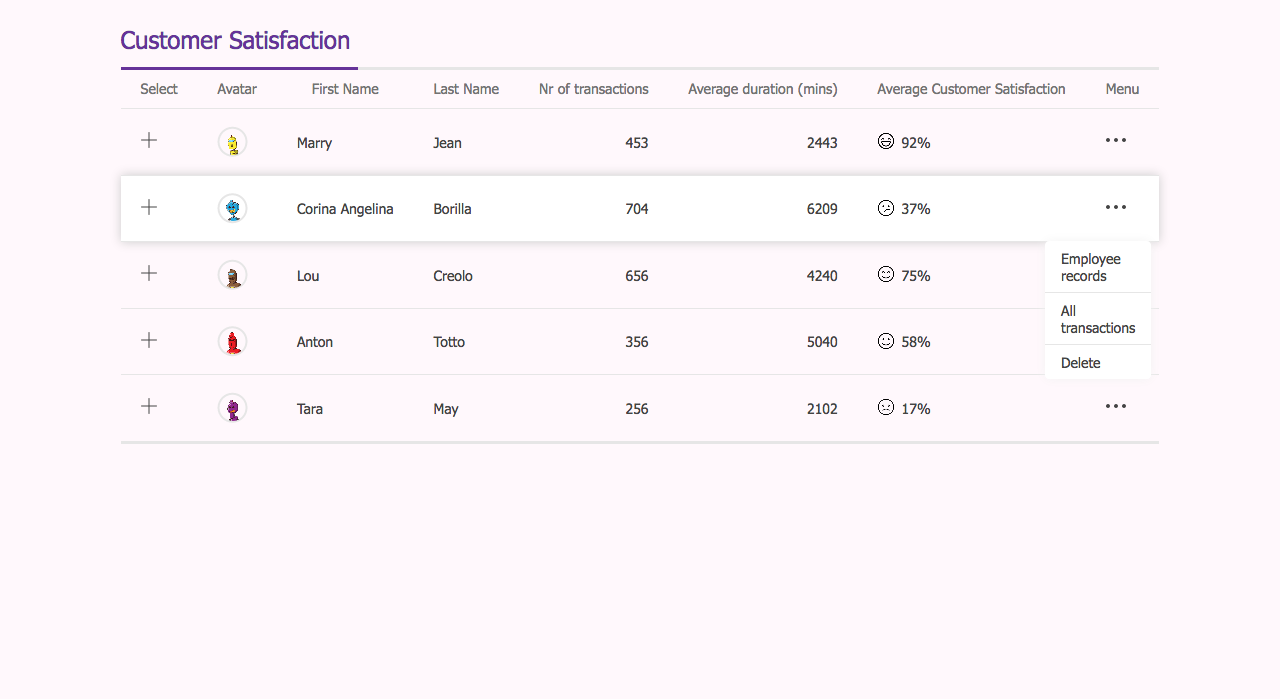 Customer Satisfaction
Select Avatar First Name Last Name Nr of transactions Average duration (mins) Average Customer Satisfaction Menu
Marry Jean 453 2443 92%
Corina Angelina Borilla 704 6209 37%
Lou Creolo 656 4240 75%
Anton Totto 356 5040 58%
Tara May 256 2102 17%
Employee
records
All
transactions
Delete